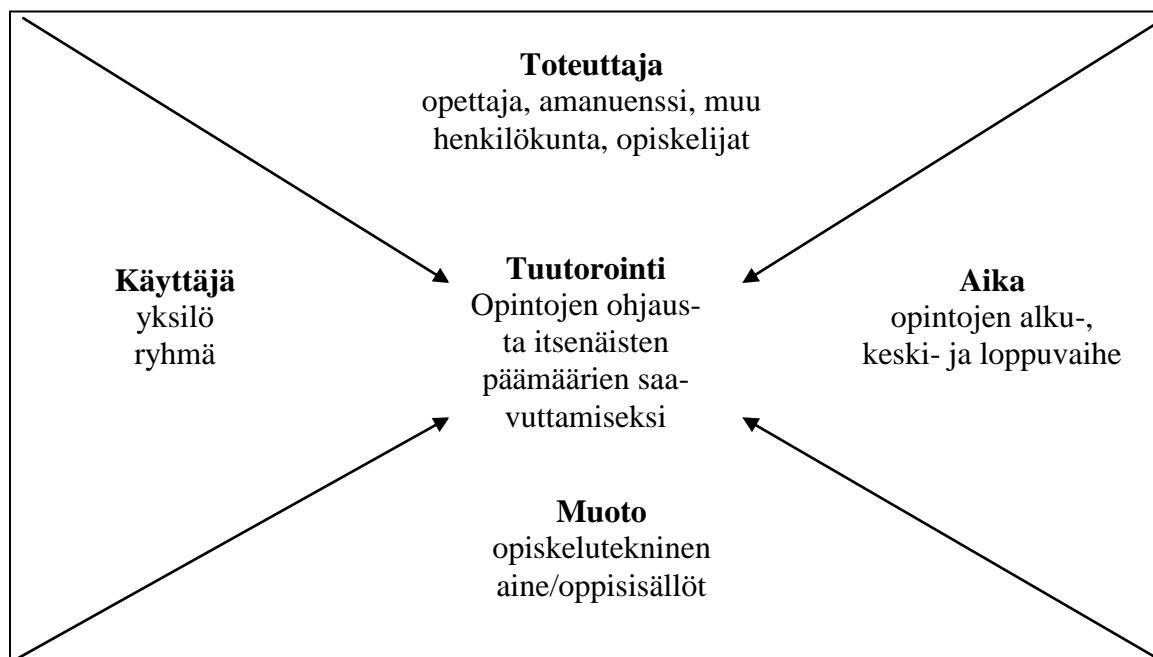 Toteuttaja
opettaja, amanuenssi, muu
henkilökunta, opiskelijat
Käyttäjä
yksilö
ryhmä
Tuutorointi
Opintojen ohjaus-
ta itsenäisten
päämäärien saa-
vuttamiseksi
Aika
opintojen alku-,
keski- ja loppuvaihe
Muoto
opiskelutekninen
aine/oppisisällöt